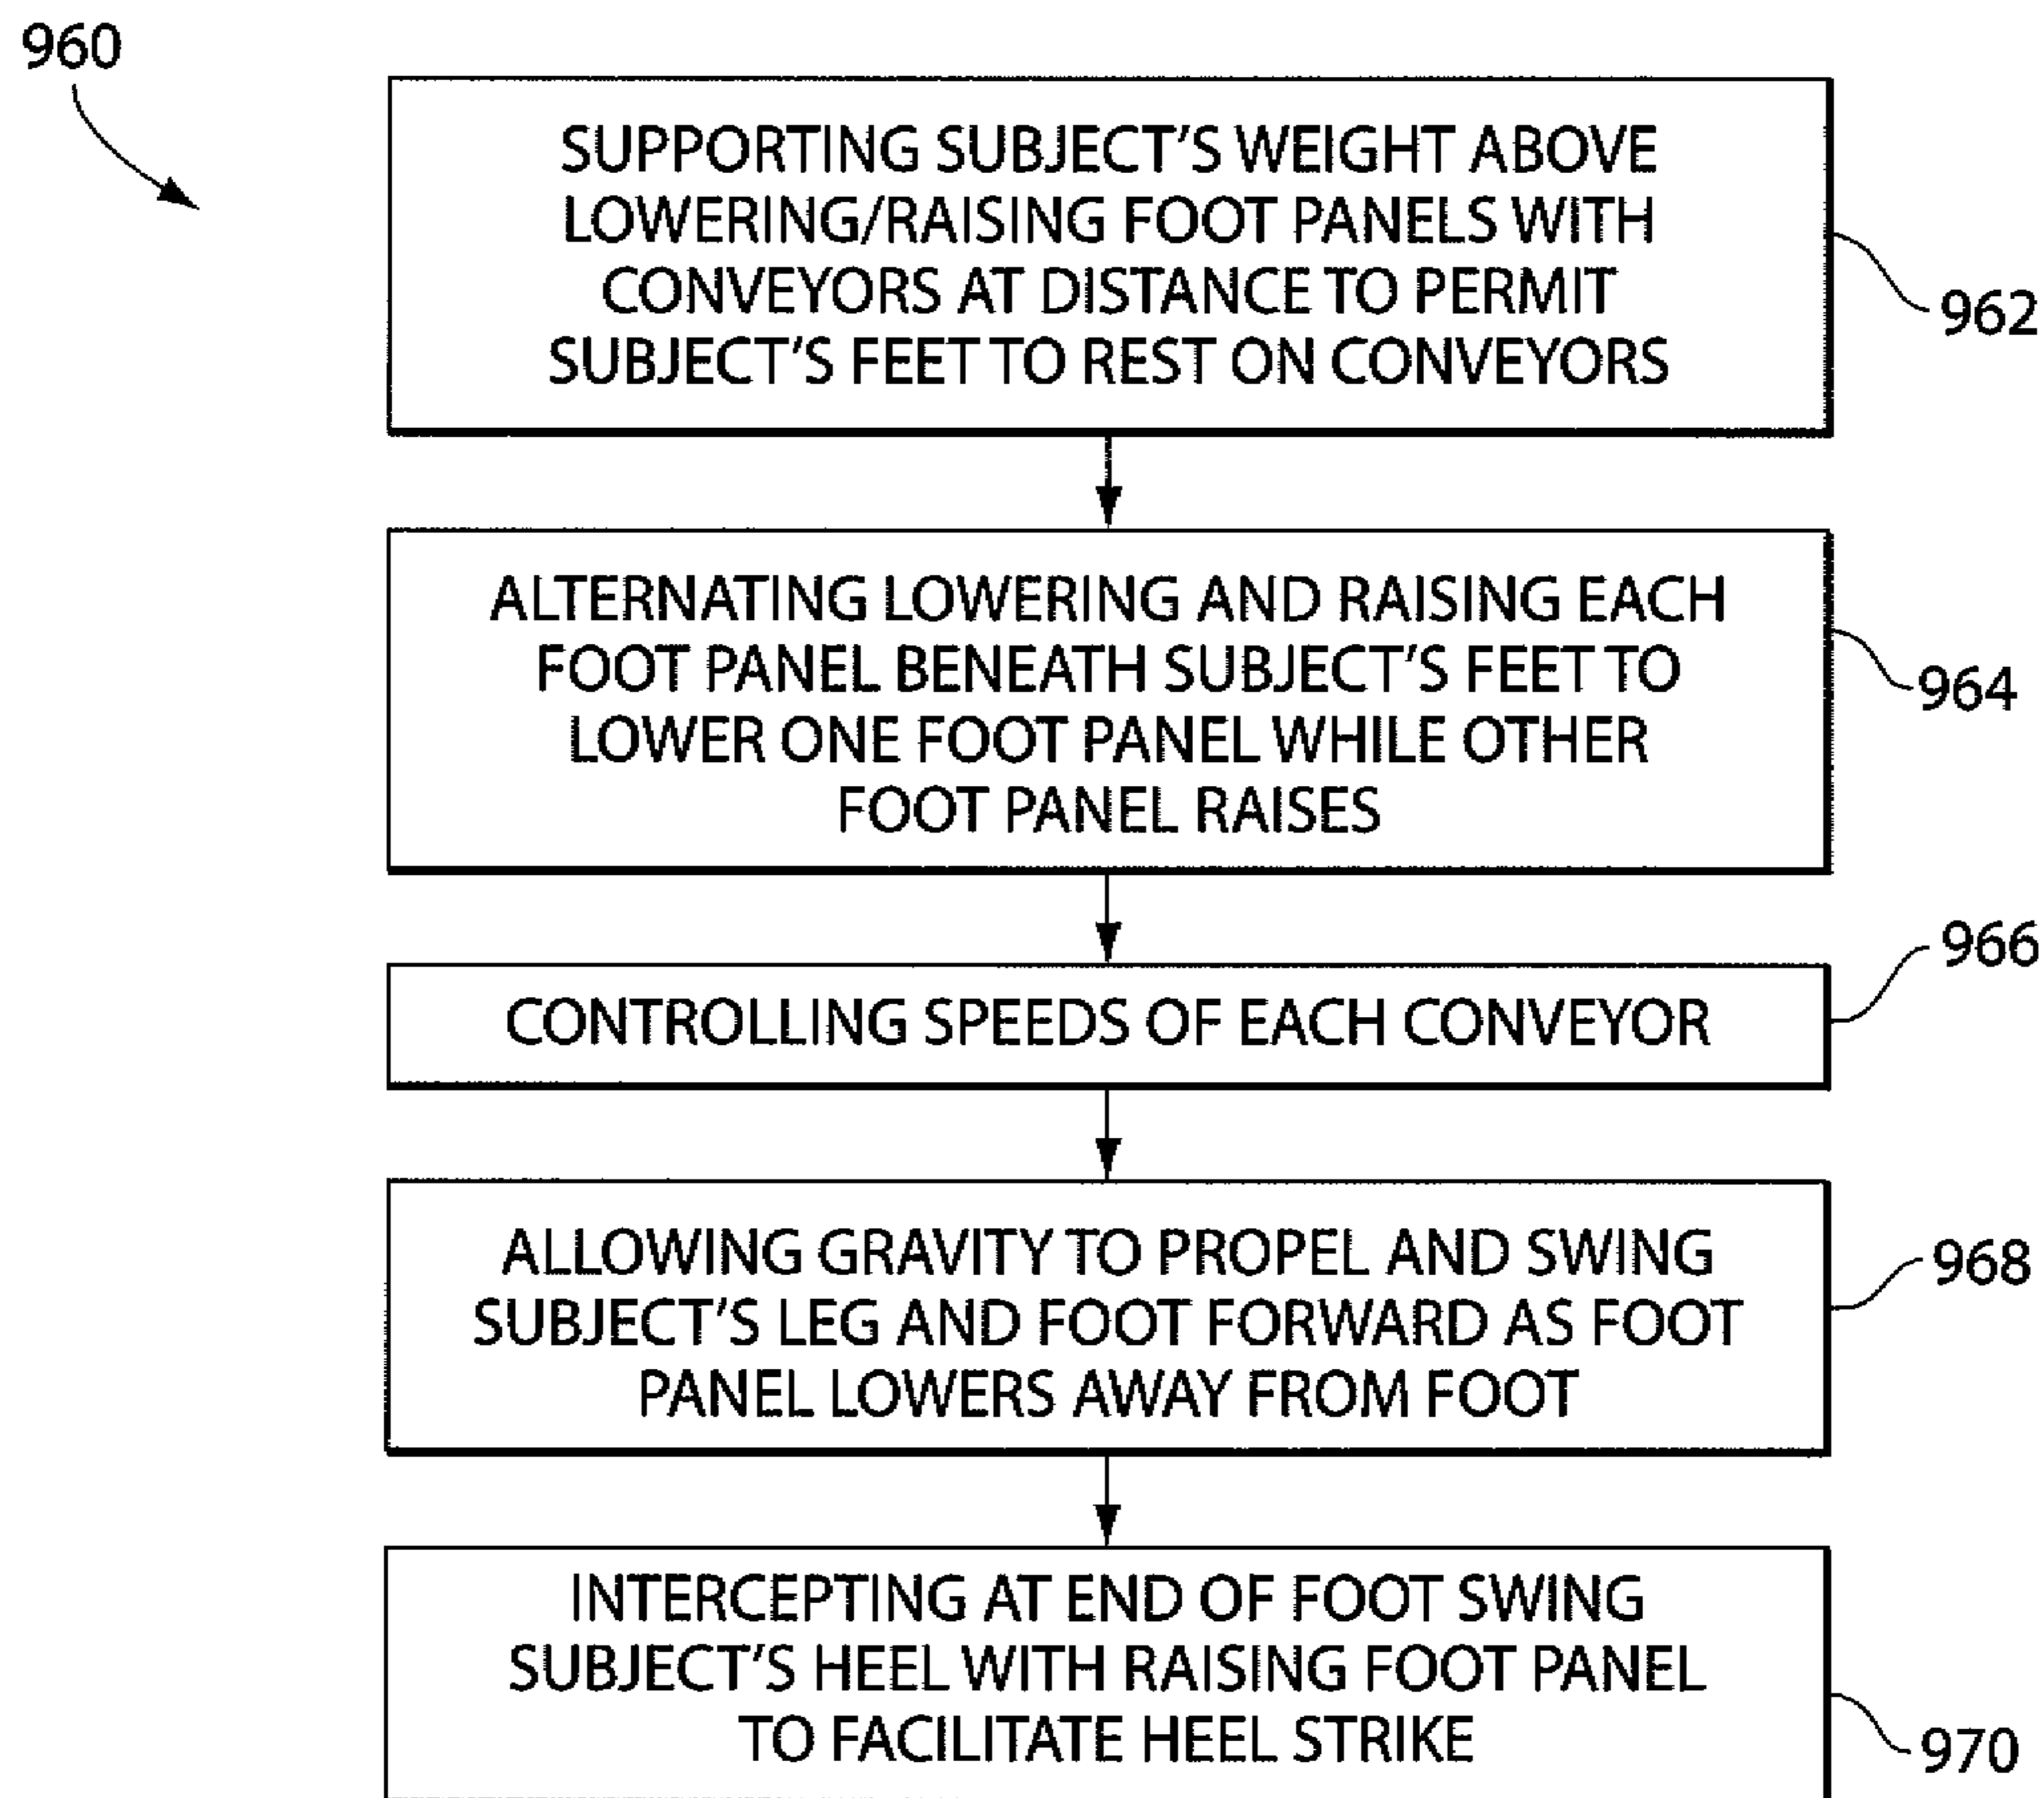 960
SUPPORTING SUBJECT'S WEIGHT ABOVE
LOWERING/RAISING FOOT PANELS WITH
CONVEYORS AT DISTANCE TO PERMIT
SUBJECT'S FEET TO REST ON CONVEYORS
962
ALTERNATING LOWERING AND RAISING EACH
FOOT PANEL BENEATH SUBJECT'S FEET TO
LOWER ONE FOOT PANEL WHILE OTHER
FOOT PANEL RAISES
964
CONTROLLING SPEEDS OF EACH CONVEYOR
966
ALLOWING GRAVITY TO PROPEL AND SWING
SUBJECT'S LEG AND FOOT FORWARD AS FOOT
PANEL LOWERS AWAY FROM FOOT
968
INTERCEPTING AT END OF FOOT SWING
SUBJECT'S HEEL WITH RAISING FOOT PANEL
TO FACILITATE HEEL STRIKE
970